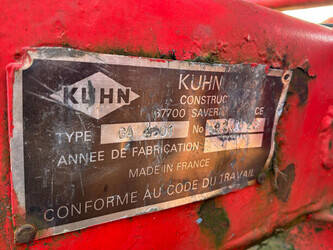 KUHN
KUHN
CONSTRUC
67700 SAVER CE
TYPE GA No
ANNEE DE FABRICATION
MADE IN FRANCE
CONFORME AU CODE DU TRAVAIL